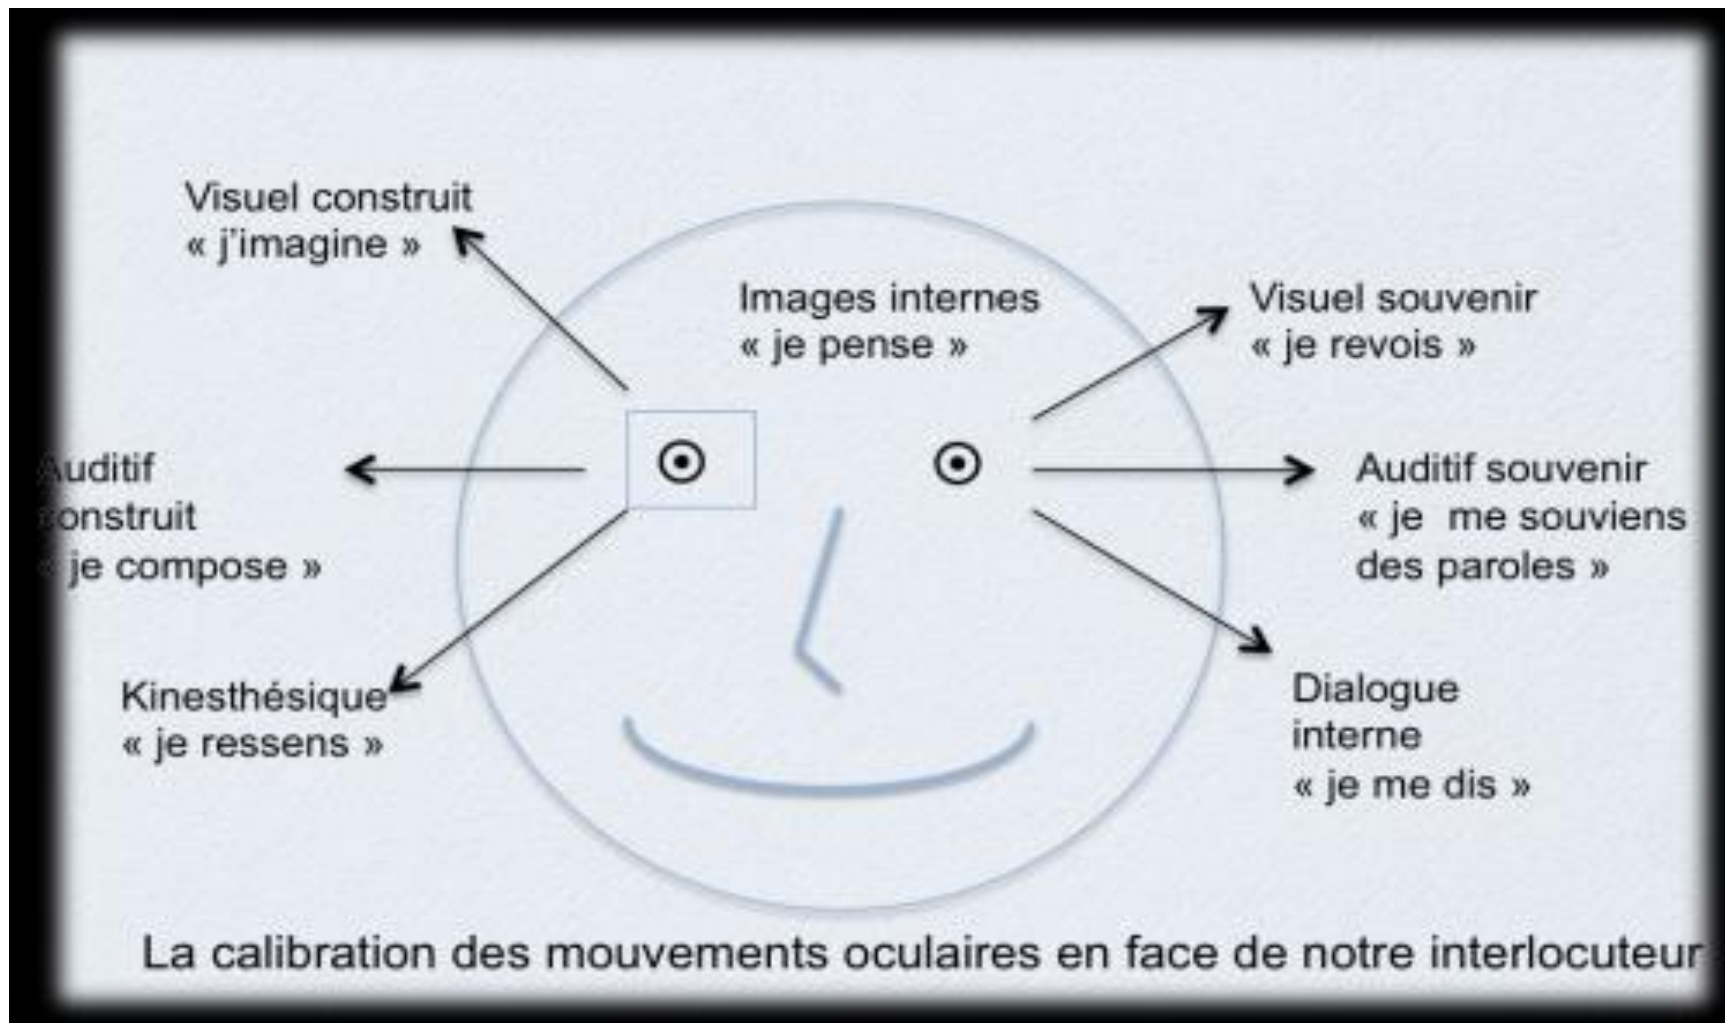 Visuel construit
« j'imagine »
Images internes
« je pense »
Visuel souvenir
« je revois »
Auditif
construit
« je compose »
Auditif souvenir
« je  me souviens
des paroles »
Kinesthésique
« je ressens »
Dialogue
interne
« je me dis »
La calibration des mouvements oculaires en face de notre interlocuteur